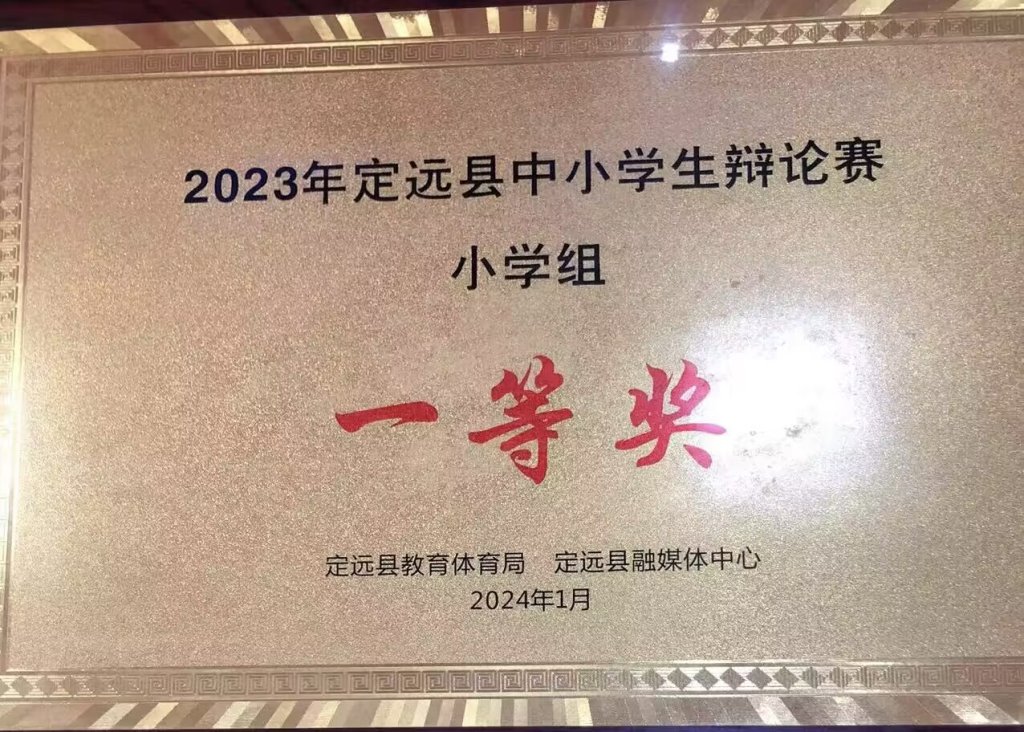 2023年定远县中小学生辩论赛
小学组
一等奖
定远县教育体育局 定远县融媒体中心
2024年1月